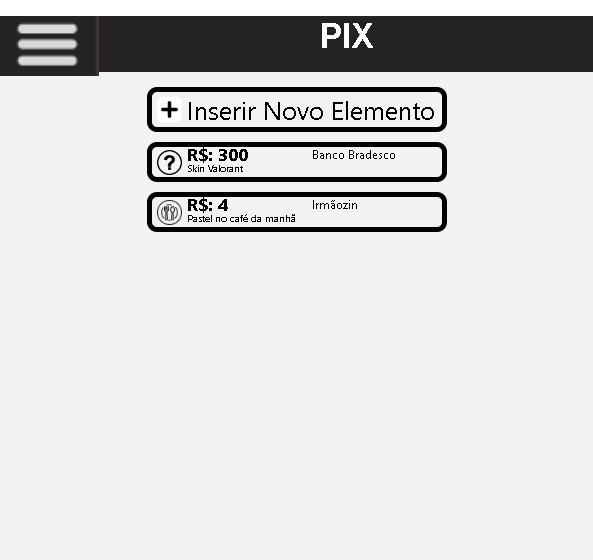 PIX
+ Inserir Novo Elemento
? R$: 300 Banco Bradesco
Skin Valorant
R$: 4 Irmãozin
Pastel no café da manhã